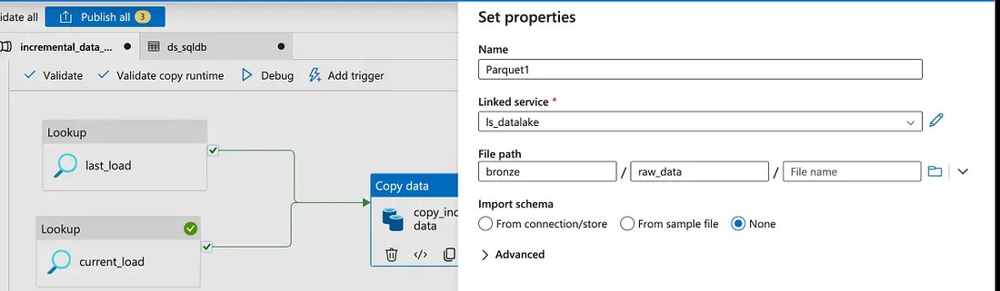 idate all
Publish all 3
incremental_data_...
ds_sqldb
Validate
Validate copy runtime
Debug
Add trigger
Lookup
last_load
Lookup
current_load
Copy data
copy_inc
data
</>
Set properties
Name
Parquet1
Linked service *
ls_datalake
File path
bronze / raw_data / File name
Import schema
From connection/store From sample file None
Advanced